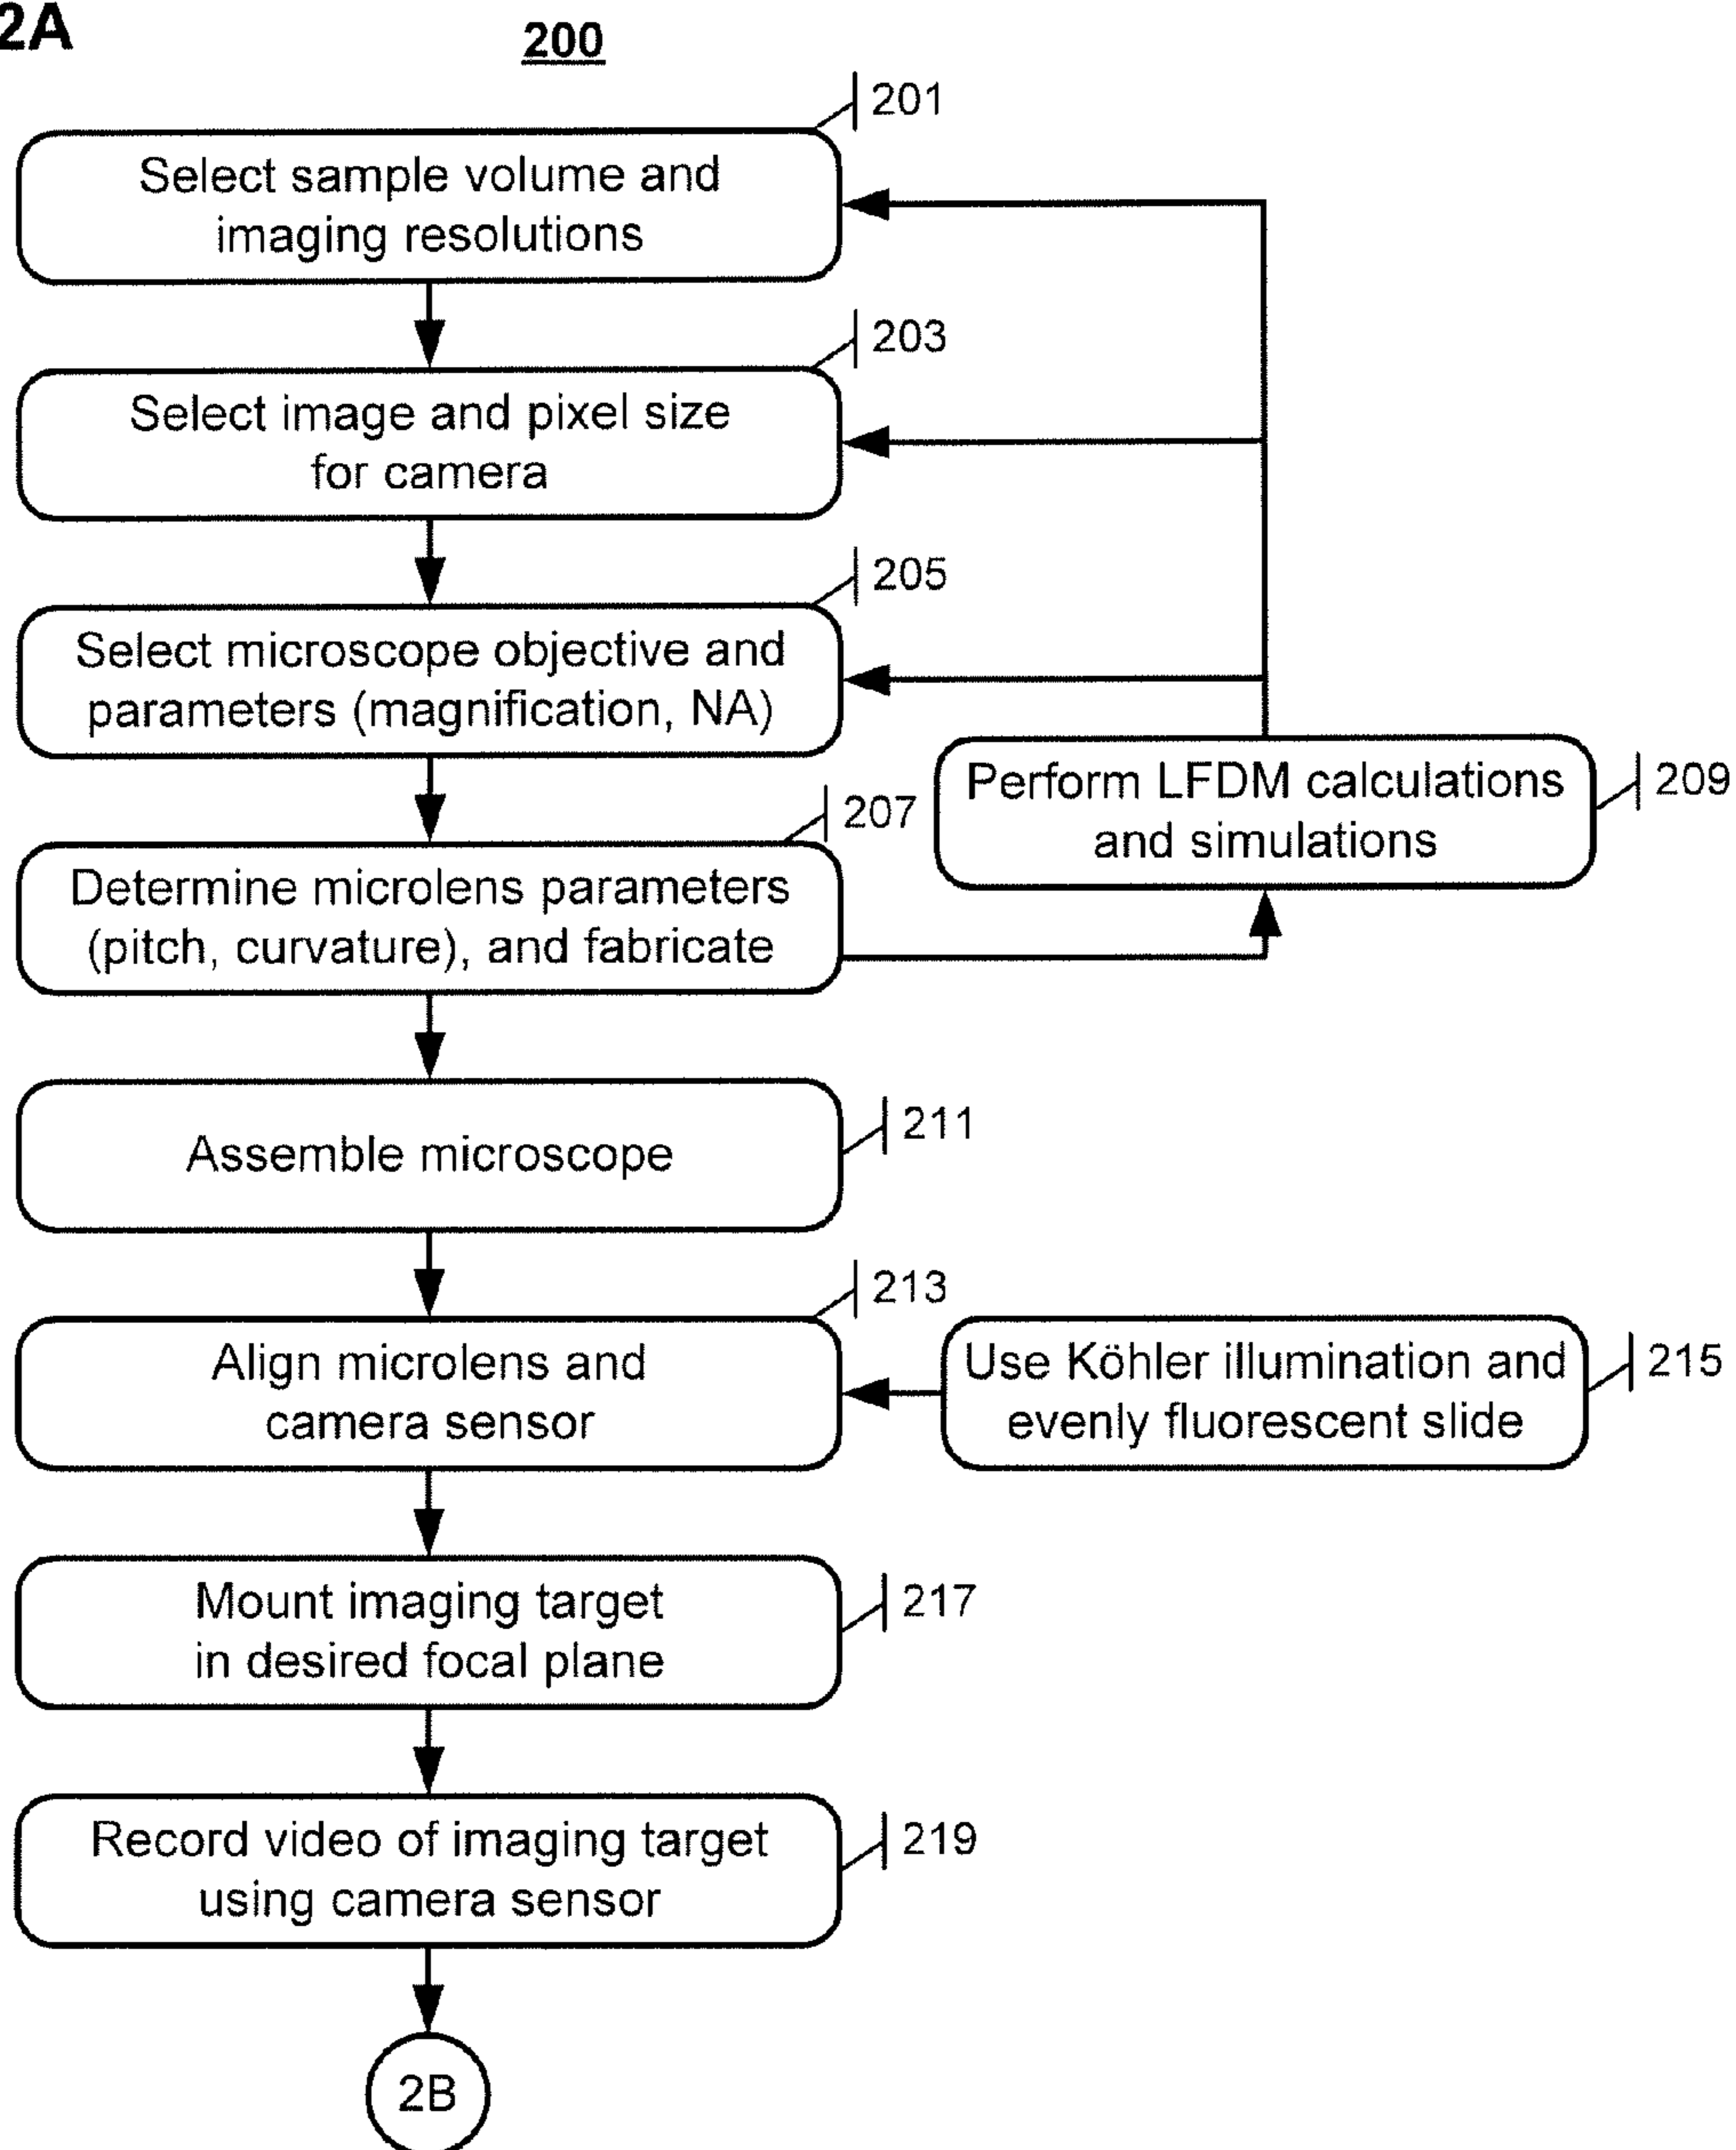 2A
200
201
Select sample volume and
imaging resolutions
203
Select image and pixel size
for camera
205
Select microscope objective and
parameters (magnification, NA)
207
Determine microlens parameters
(pitch, curvature), and fabricate
Perform LFDM calculations
and simulations
209
Assemble microscope
211
213
Align microlens and
camera sensor
Use Köhler illumination and
evenly fluorescent slide
215
Mount imaging target
in desired focal plane
217
Record video of imaging target
using camera sensor
219
2B